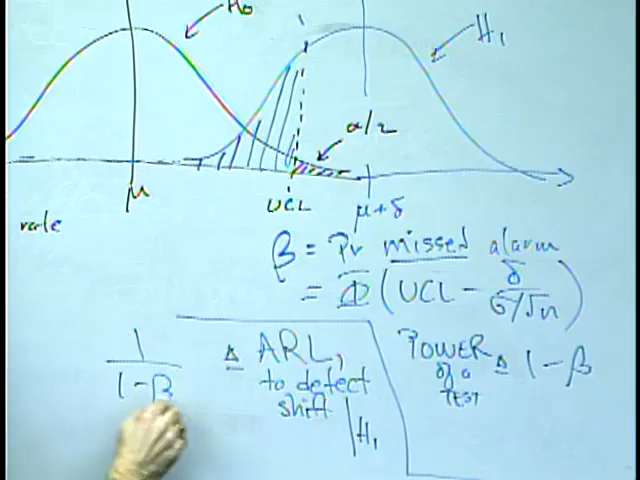 H₀
H₁
α/2
μ
UCL
μ+δ
rate
β = Pr missed alarm
= Φ (UCL - δ/(σ/√n))
1/(1-β) ≜ ARL,
to detect
shift | H₁
POWER ≜ 1-β
of a
TEST